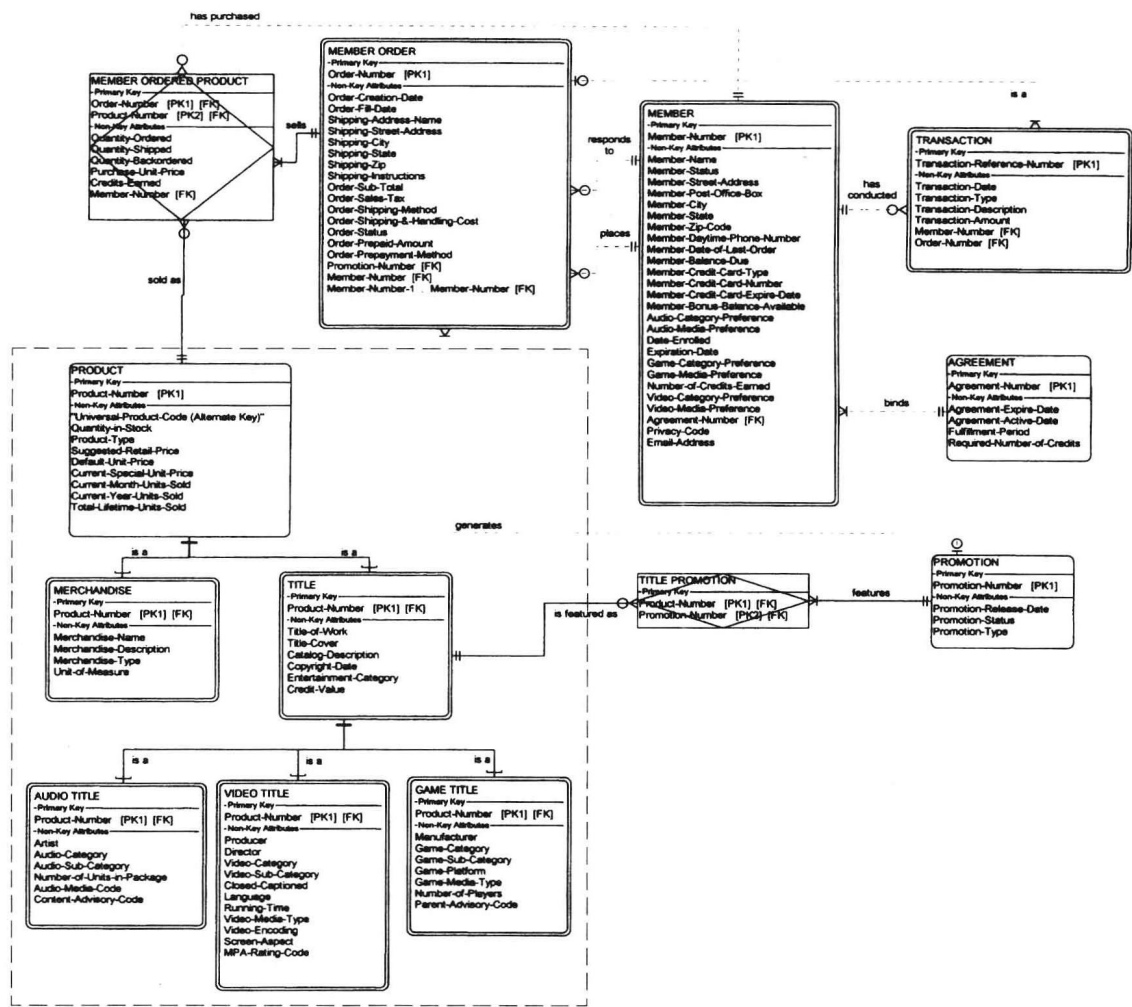 has purchased
MEMBER ORDERED PRODUCT
-Primary Key
Order-Number [PK1] [FK]
Product-Number [PK2] [FK]
-Non-Key Attributes
Quantity-Ordered
Quantity-Shipped
Quantity-Backordered
Purchase-Unit-Price
Credits-Earned
Member-Number [FK]
sells
MEMBER ORDER
-Primary Key
Order-Number [PK1]
-Non-Key Attributes
Order-Creation-Date
Order-Fill-Date
Shipping-Address-Name
Shipping-Street-Address
Shipping-City
Shipping-State
Shipping-Zip
Shipping-Instructions
Order-Sub-Total
Order-Sales-Tax
Order-Shipping-Method
Order-Shipping-&-Handling-Cost
Order-Status
Order-Prepaid-Amount
Order-Prepayment-Method
Promotion-Number [FK]
Member-Number [FK]
Member-Number-1 . Member-Number [FK]
responds
to
places
MEMBER
-Primary Key
Member-Number [PK1]
-Non-Key Attributes
Member-Name
Member-Status
Member-Street-Address
Member-Post-Office-Box
Member-City
Member-State
Member-Zip-Code
Member-Daytime-Phone-Number
Member-Date-of-Last-Order
Member-Balance-Due
Member-Credit-Card-Type
Member-Credit-Card-Number
Member-Credit-Card-Expire-Date
Member-Bonus-Balance-Available
Audio-Category-Preference
Audio-Media-Preference
Date-Enrolled
Expiration-Date
Game-Category-Preference
Game-Media-Preference
Number-of-Credits-Earned
Video-Category-Preference
Video-Media-Preference
Agreement-Number [FK]
Privacy-Code
Email-Address
is a
has
conducted
TRANSACTION
-Primary Key
Transaction-Reference-Number [PK1]
-Non-Key Attributes
Transaction-Date
Transaction-Type
Transaction-Description
Transaction-Amount
Member-Number [FK]
Order-Number [FK]
binds
AGREEMENT
-Primary Key
Agreement-Number [PK1]
-Non-Key Attributes
Agreement-Expire-Date
Agreement-Active-Date
Fulfillment-Period
Required-Number-of-Credits
sold as
PRODUCT
-Primary Key
Product-Number [PK1]
-Non-Key Attributes
"Universal-Product-Code (Alternate Key)"
Quantity-in-Stock
Product-Type
Suggested-Retail-Price
Default-Unit-Price
Current-Special-Unit-Price
Current-Month-Units-Sold
Current-Year-Units-Sold
Total-Lifetime-Units-Sold
generates
is a
is a
MERCHANDISE
-Primary Key
Product-Number [PK1] [FK]
-Non-Key Attributes
Merchandise-Name
Merchandise-Description
Merchandise-Type
Unit-of-Measure
TITLE
-Primary Key
Product-Number [PK1] [FK]
-Non-Key Attributes
Title-of-Work
Title-Cover
Catalog-Description
Copyright-Date
Entertainment-Category
Credit-Value
is featured as
TITLE PROMOTION
-Primary Key
Product-Number [PK1] [FK]
Promotion-Number [PK2] [FK]
features
PROMOTION
-Primary Key
Promotion-Number [PK1]
-Non-Key Attributes
Promotion-Release-Date
Promotion-Status
Promotion-Type
is a
is a
is a
AUDIO TITLE
-Primary Key
Product-Number [PK1] [FK]
-Non-Key Attributes
Artist
Audio-Category
Audio-Sub-Category
Number-of-Units-in-Package
Audio-Media-Code
Content-Advisory-Code
VIDEO TITLE
-Primary Key
Product-Number [PK1] [FK]
-Non-Key Attributes
Producer
Director
Video-Category
Video-Sub-Category
Closed-Captioned
Language
Running-Time
Video-Media-Type
Video-Encoding
Screen-Aspect
MPA-Rating-Code
GAME TITLE
-Primary Key
Product-Number [PK1] [FK]
-Non-Key Attributes
Manufacturer
Game-Category
Game-Sub-Category
Game-Platform
Game-Media-Type
Number-of-Players
Parent-Advisory-Code